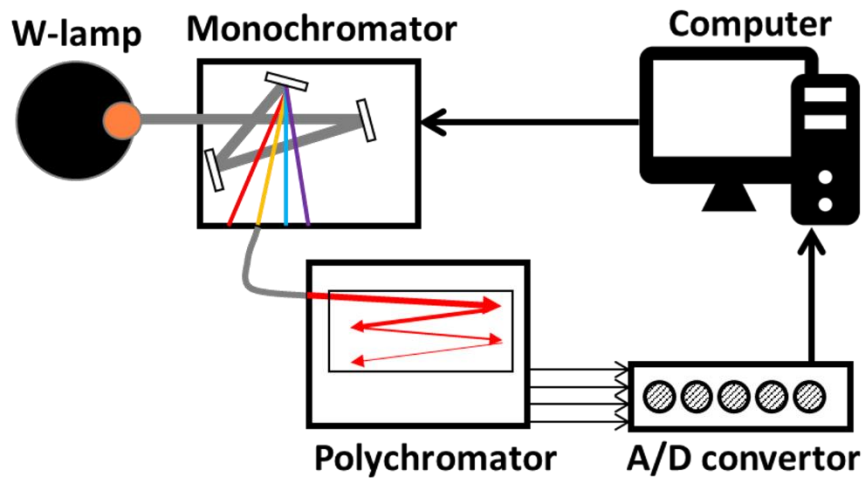 W-lamp
Monochromator
Computer
Polychromator
A/D convertor